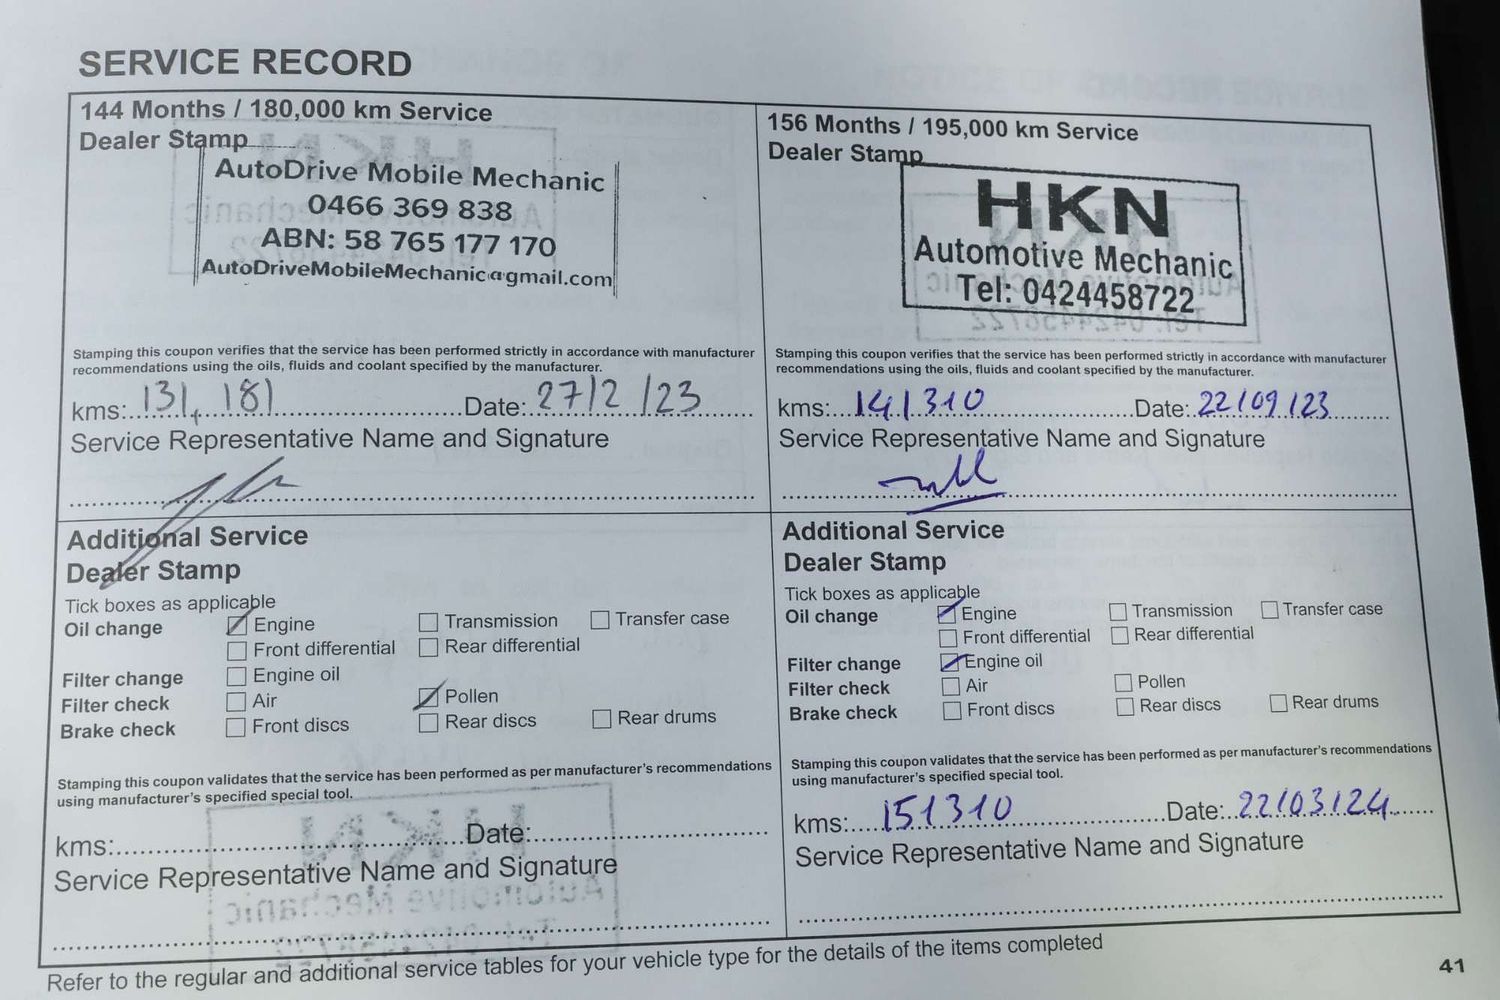 SERVICE RECORD
144 Months / 180,000 km Service
Dealer Stamp
AutoDrive Mobile Mechanic
0466 369 838
ABN: 58 765 177 170
AutoDriveMobileMechanic@gmail.com
Stamping this coupon verifies that the service has been performed strictly in accordance with manufacturer
recommendations using the oils, fluids and coolant specified by the manufacturer.
kms: 131, 181 Date: 27/2/23
Service Representative Name and Signature
Additional Service
Dealer Stamp
Tick boxes as applicable
Oil change Engine Transmission Transfer case
Front differential Rear differential
Filter change Engine oil
Filter check Air Pollen
Brake check Front discs Rear discs Rear drums
Stamping this coupon validates that the service has been performed as per manufacturer's recommendations
using manufacturer's specified special tool.
kms: Date:
Service Representative Name and Signature
156 Months / 195,000 km Service
Dealer Stamp
HKN
Automotive Mechanic
Tel: 0424458722
Stamping this coupon verifies that the service has been performed strictly in accordance with manufacturer
recommendations using the oils, fluids and coolant specified by the manufacturer.
kms: 141310 Date: 22/09/23
Service Representative Name and Signature
Additional Service
Dealer Stamp
Tick boxes as applicable
Oil change Engine Transmission Transfer case
Front differential Rear differential
Filter change Engine oil
Filter check Air Pollen
Brake check Front discs Rear discs Rear drums
Stamping this coupon validates that the service has been performed as per manufacturer's recommendations
using manufacturer's specified special tool.
kms: 151310 Date: 22/03/24
Service Representative Name and Signature
Refer to the regular and additional service tables for your vehicle type for the details of the items completed
41